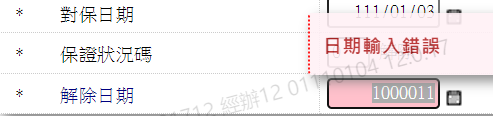 * 對保日期 111/01/03
日期輸入錯誤
* 保證狀況碼
* 解除日期 1000011